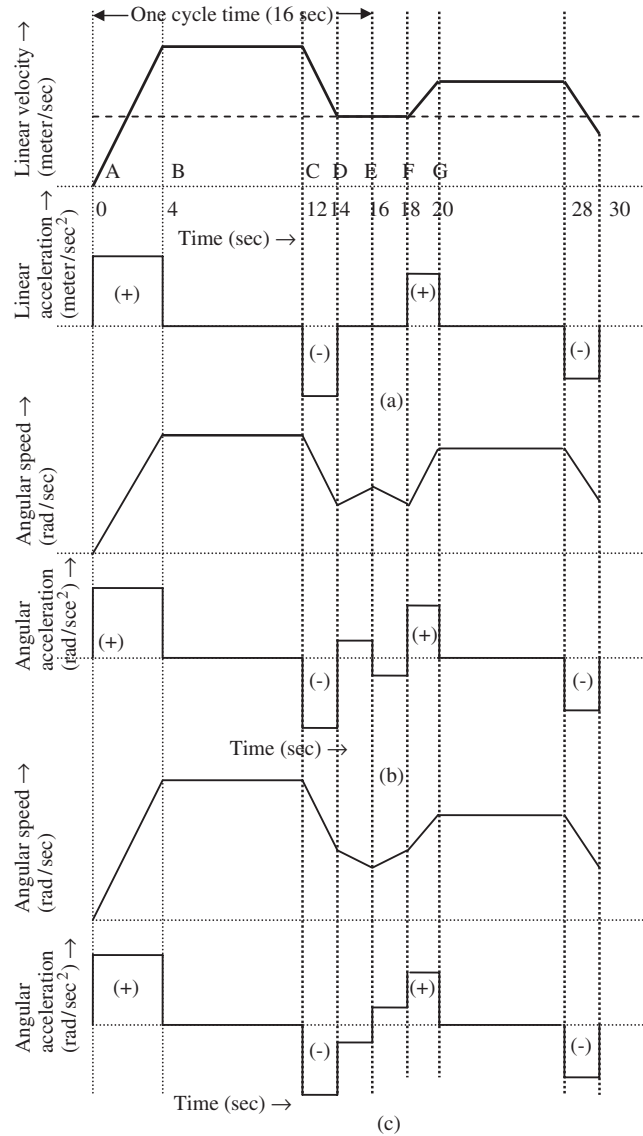 One cycle time (16 sec)
Linear velocity →
(meter/sec)
A B C D E F G
0 4 12 14 16 18 20 28 30
Time (sec) →
Linear
acceleration →
(meter/sec²)
(+)
(-)
(+)
(-)
(a)
Angular speed →
(rad/sec)
Angular
acceleration
(rad/sce²) →
(+)
(-)
(+)
(-)
Time (sec) →
(b)
Angular speed →
(rad/sec)
Angular
acceleration →
(rad/sec²)
(+)
(-)
(+)
(-)
Time (sec) →
(c)